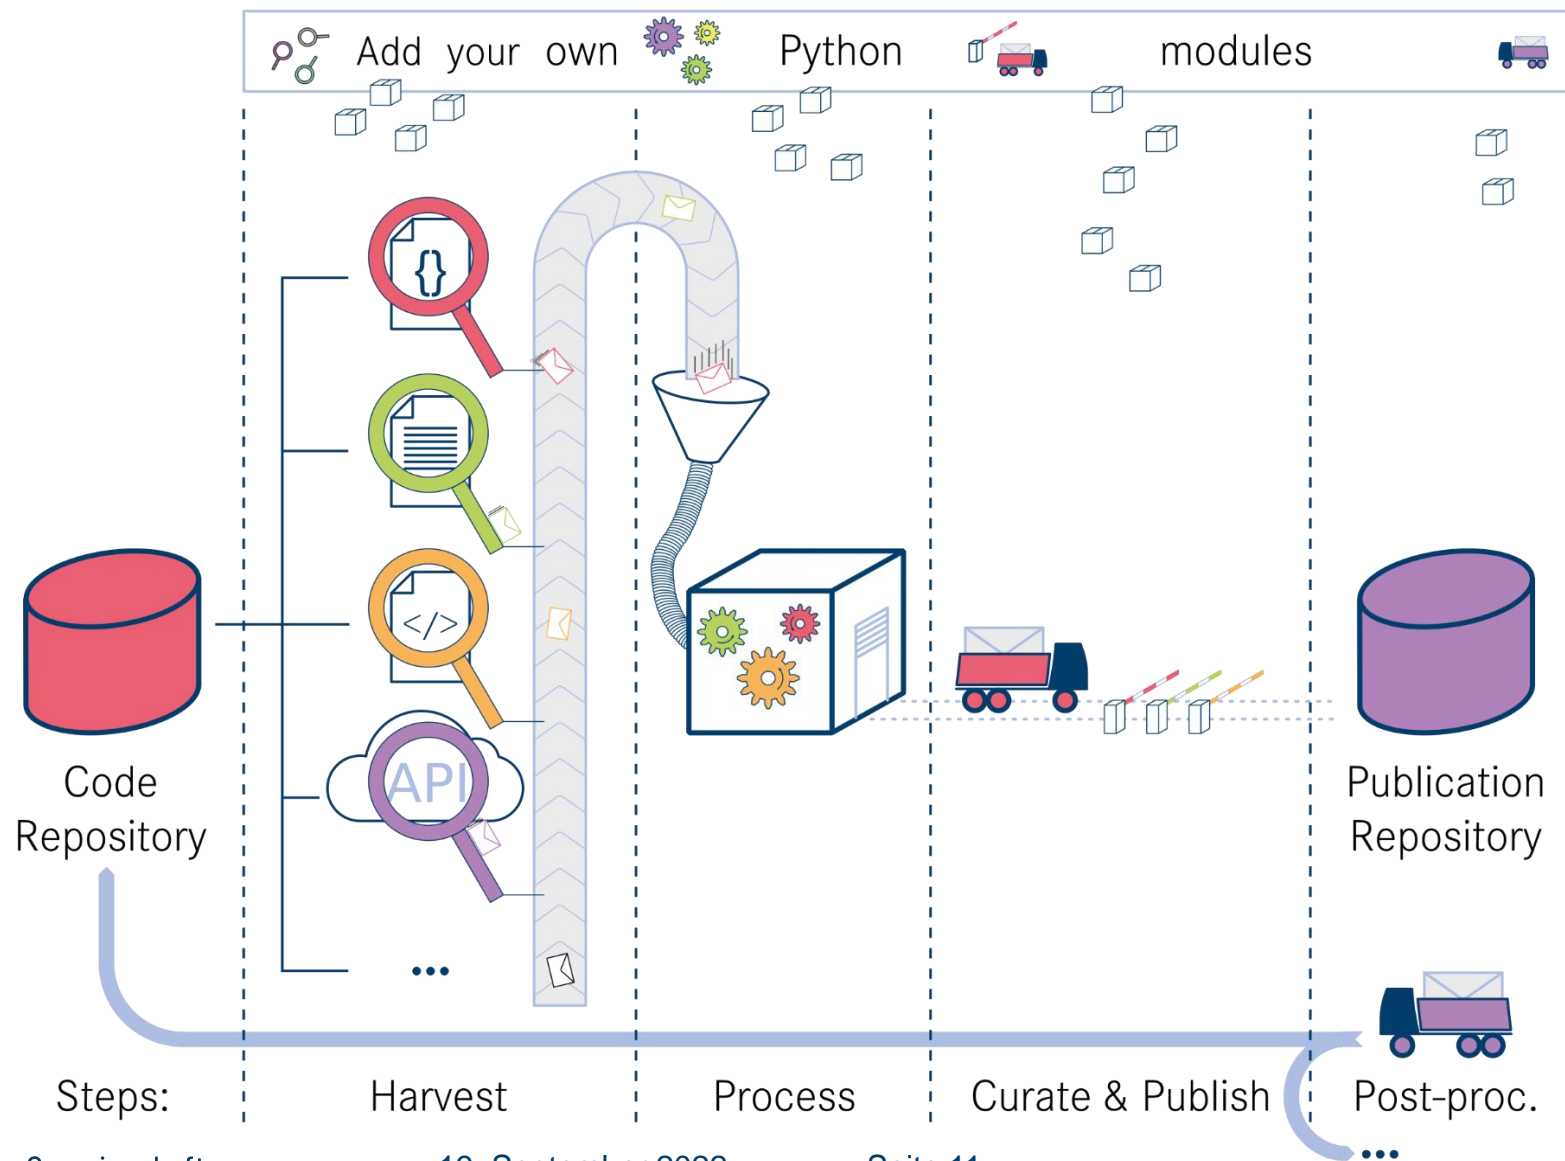 Add your own Python modules
{}
</>
API
...
Code
Repository
Publication
Repository
Steps: Harvest Process Curate & Publish Post-proc.
...